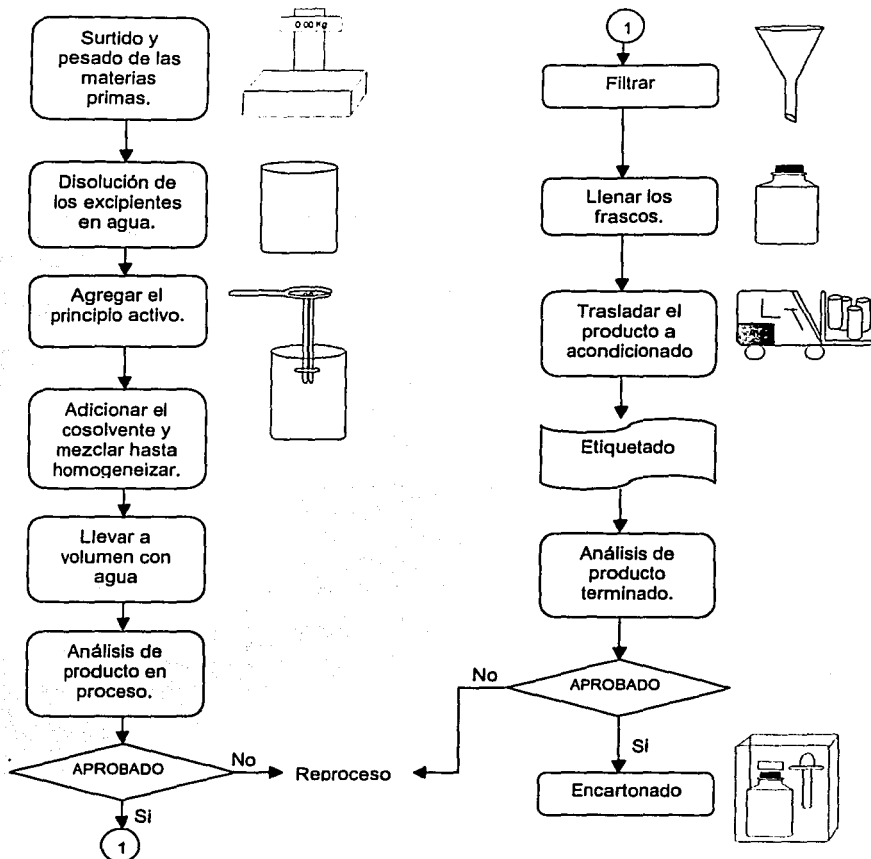 0.00 Kg
Surtido y
pesado de las
materias
primas.
Disolución de
los excipientes
en agua.
Agregar el
principio activo.
Adicionar el
cosolvente y
mezclar hasta
homogeneizar.
Llevar a
volumen con
agua
Análisis de
producto en
proceso.
APROBADO
No
Reproceso
Si
1
1
Filtrar
Llenar los
frascos.
Trasladar el
producto a
acondicionado
Etiquetado
Análisis de
producto
terminado.
No
APROBADO
Si
Encartonado